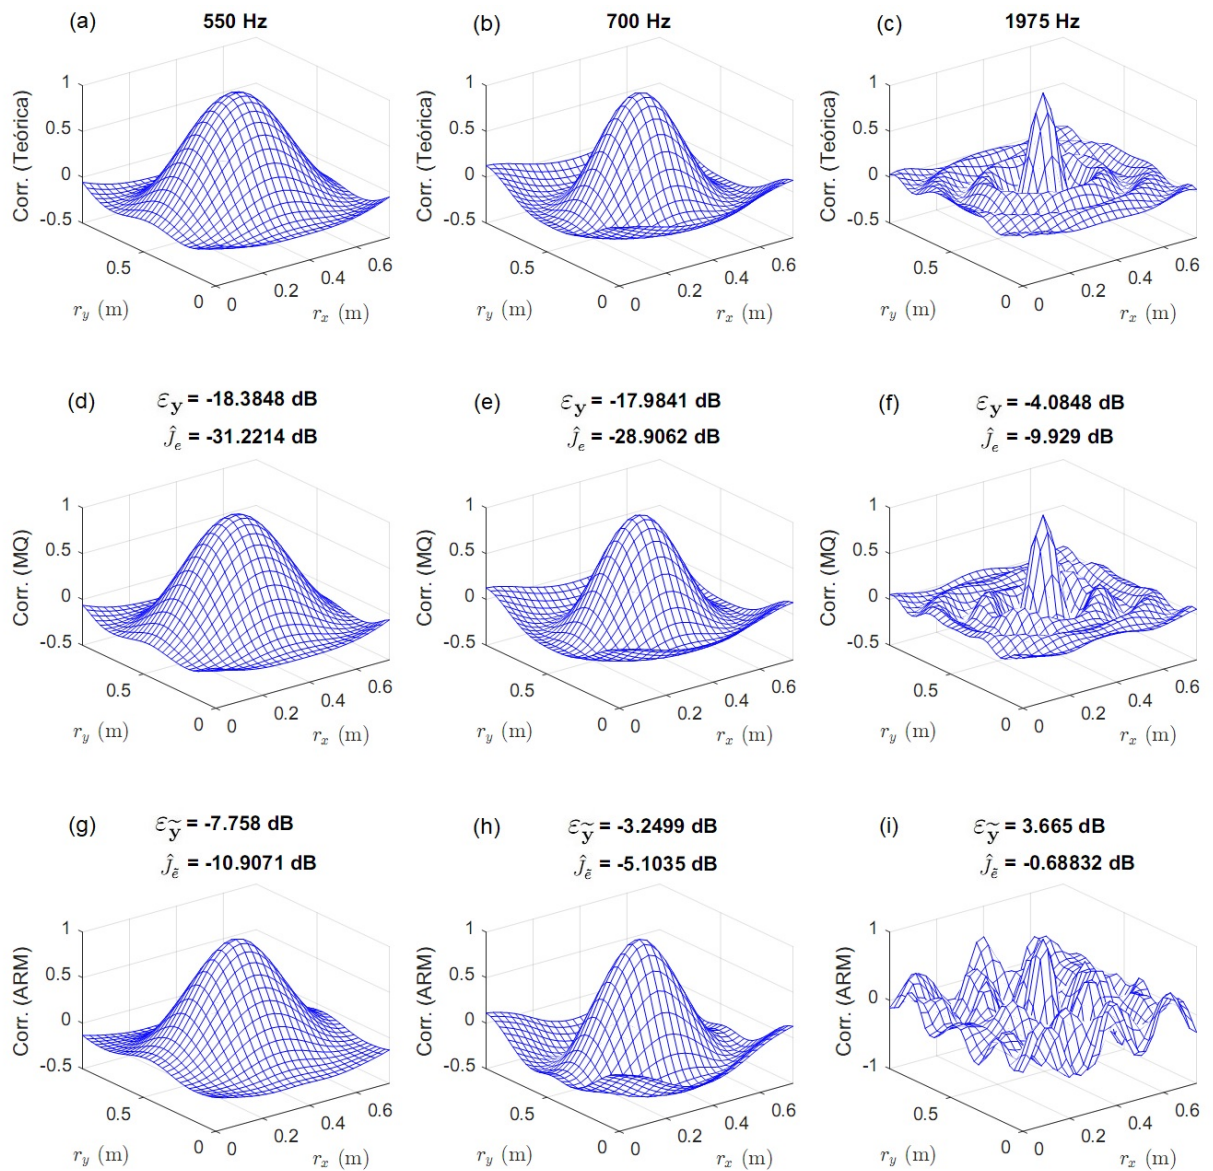 (a) 550 Hz
(b) 700 Hz
(c) 1975 Hz
Corr. (Teórica)
1
0.5
0
-0.5
0.5
0
0
0.2
0.4
0.6
r_y (m)
r_x (m)
Corr. (Teórica)
1
0.5
0
-0.5
0.5
0
0
0.2
0.4
0.6
r_y (m)
r_x (m)
Corr. (Teórica)
1
0.5
0
-0.5
0.5
0
0
0.2
0.4
0.6
r_y (m)
r_x (m)
(d) ε_y = -18.3848 dB
ĵ_e = -31.2214 dB
(e) ε_y = -17.9841 dB
ĵ_e = -28.9062 dB
(f) ε_y = -4.0848 dB
ĵ_e = -9.929 dB
Corr. (MQ)
1
0.5
0
-0.5
0.5
0
0
0.2
0.4
0.6
r_y (m)
r_x (m)
Corr. (MQ)
1
0.5
0
-0.5
0.5
0
0
0.2
0.4
0.6
r_y (m)
r_x (m)
Corr. (MQ)
1
0.5
0
-0.5
0.5
0
0
0.2
0.4
0.6
r_y (m)
r_x (m)
(g) ε_ỹ = -7.758 dB
ĵ_ẽ = -10.9071 dB
(h) ε_ỹ = -3.2499 dB
ĵ_ẽ = -5.1035 dB
(i) ε_ỹ = 3.665 dB
ĵ_ẽ = -0.68832 dB
Corr. (ARM)
1
0.5
0
-0.5
0.5
0
0
0.2
0.4
0.6
r_y (m)
r_x (m)
Corr. (ARM)
1
0.5
0
-0.5
0.5
0
0
0.2
0.4
0.6
r_y (m)
r_x (m)
Corr. (ARM)
1
0
-1
0.5
0
0
0.2
0.4
0.6
r_y (m)
r_x (m)